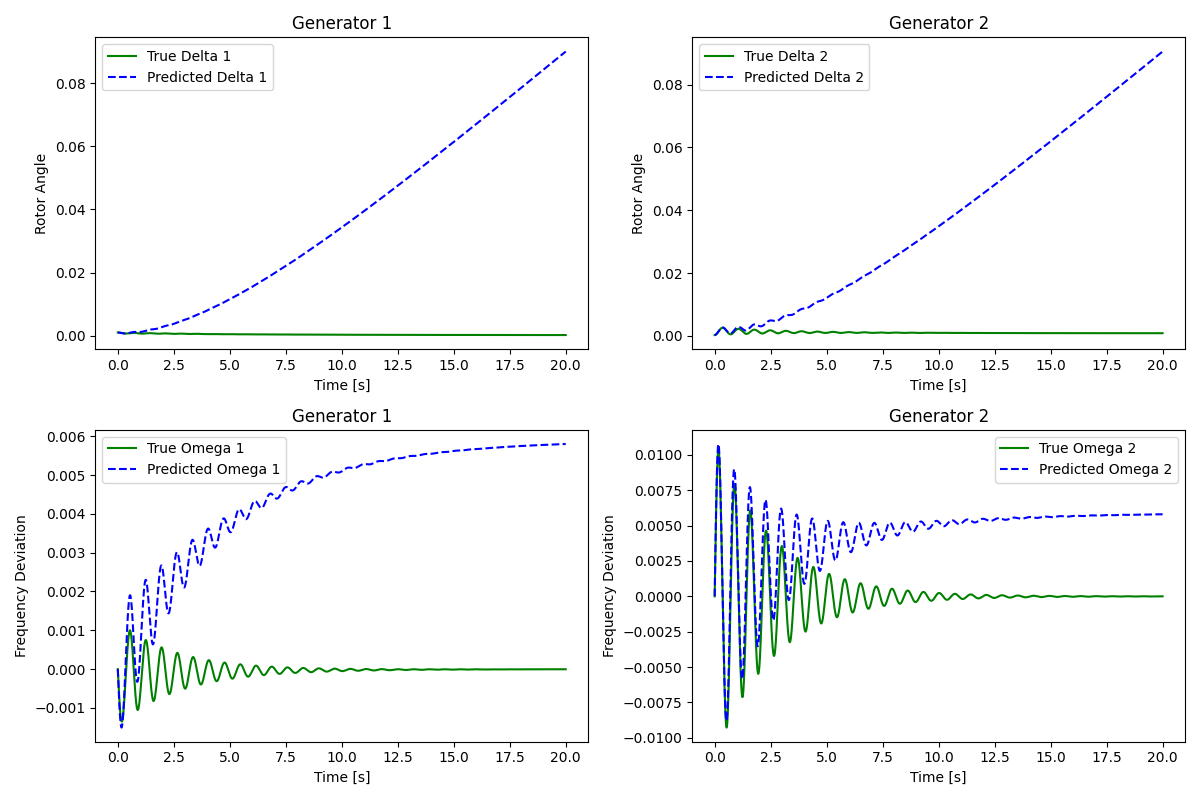 Generator 1
True Delta 1
Predicted Delta 1
Rotor Angle
0.08
0.06
0.04
0.02
0.00
0.0 2.5 5.0 7.5 10.0 12.5 15.0 17.5 20.0
Time [s]
Generator 2
True Delta 2
Predicted Delta 2
Rotor Angle
0.08
0.06
0.04
0.02
0.00
0.0 2.5 5.0 7.5 10.0 12.5 15.0 17.5 20.0
Time [s]
Generator 1
True Omega 1
Predicted Omega 1
Frequency Deviation
0.006
0.005
0.004
0.003
0.002
0.001
0.000
−0.001
0.0 2.5 5.0 7.5 10.0 12.5 15.0 17.5 20.0
Time [s]
Generator 2
True Omega 2
Predicted Omega 2
Frequency Deviation
0.0100
0.0075
0.0050
0.0025
0.0000
−0.0025
−0.0050
−0.0075
−0.0100
0.0 2.5 5.0 7.5 10.0 12.5 15.0 17.5 20.0
Time [s]